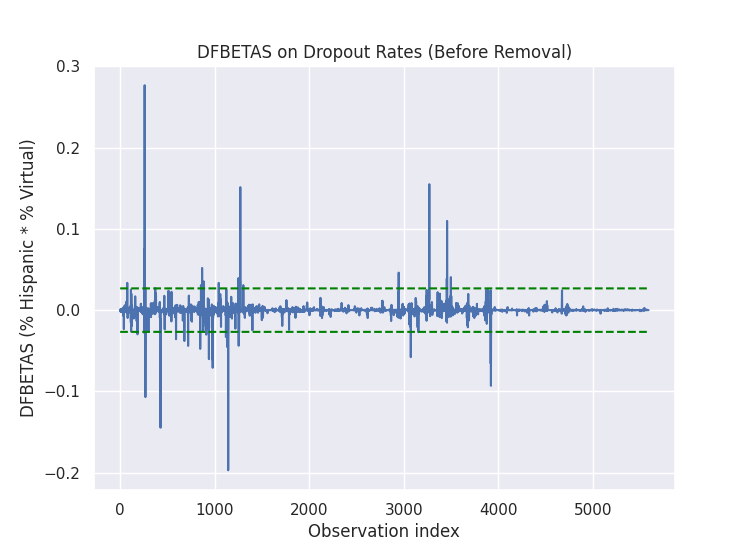 DFBETAS on Dropout Rates (Before Removal)
DFBETAS (% Hispanic * % Virtual)
0.3
0.2
0.1
0.0
−0.1
−0.2
0 1000 2000 3000 4000 5000
Observation index